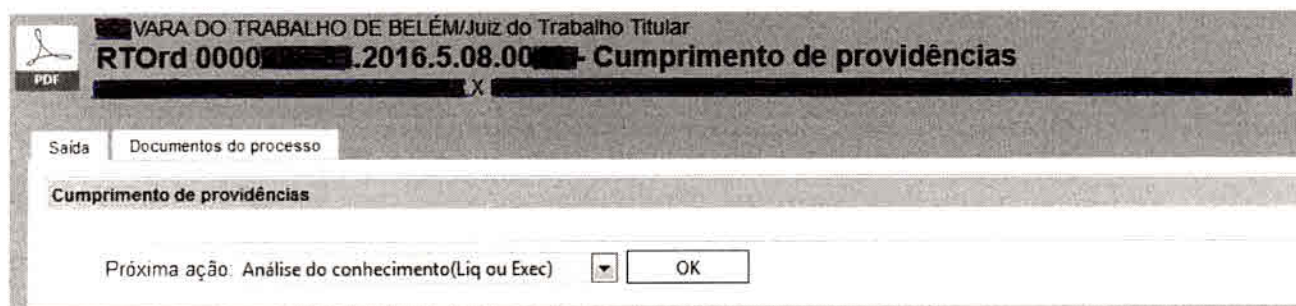 VARA DO TRABALHO DE BELÉM/Juiz do Trabalho Titular
RTOrd 0000 .2016.5.08.00 - Cumprimento de providências
PDF
X
Saída Documentos do processo
Cumprimento de providências
Próxima ação: Análise do conhecimento(Liq ou Exec) OK